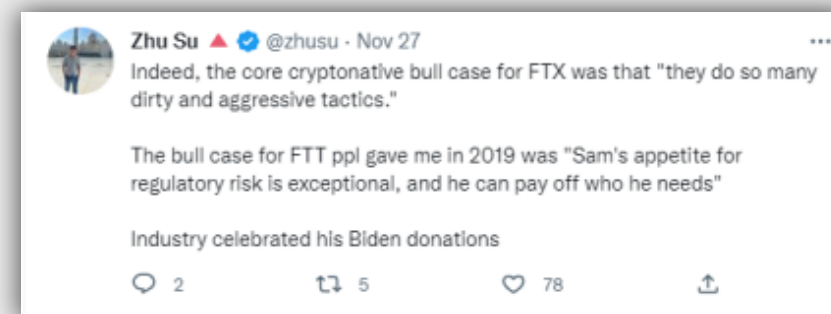 Zhu Su @zhusu · Nov 27
Indeed, the core cryptonative bull case for FTX was that "they do so many
dirty and aggressive tactics."
The bull case for FTT ppl gave me in 2019 was "Sam's appetite for
regulatory risk is exceptional, and he can pay off who he needs"
Industry celebrated his Biden donations
2 5 78